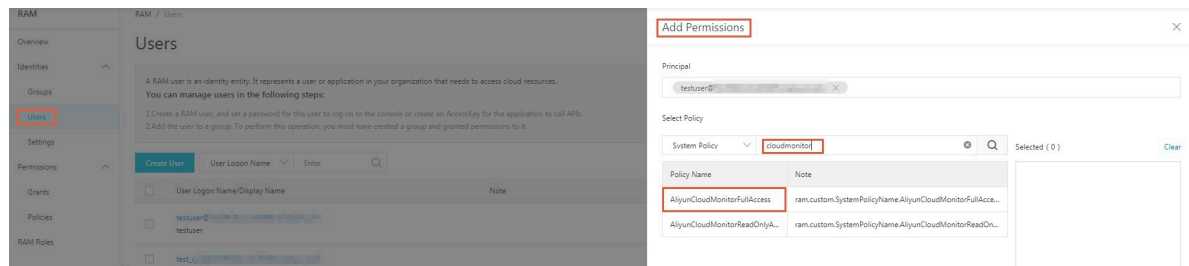 RAM
RAM / Users
Overview
Users
Identities
Groups
A RAM user is an identity entity. It represents a user or application in your organization that needs to access cloud resources.
You can manage users in the following steps:
Users
1.Create a RAM user, and set a password for this user to log on to the console or create an AccessKey for the application to call APIs.
2.Add the user to a group. To perform this operation, you must have created a group and granted permissions to it.
Settings
Permissions
Create User
User Logon Name
Enter
Grants
User Logon Name/Display Name
Note
Policies
testuser@
testuser
RAM Roles
test_c
Add Permissions
Principal
testuser@
Select Policy
System Policy
cloudmonitor
Selected ( 0 )
Clear
Policy Name
Note
AliyunCloudMonitorFullAccess
ram.custom.SystemPolicyName.AliyunCloudMonitorFullAcce...
AliyunCloudMonitorReadOnlyA...
ram.custom.SystemPolicyName.AliyunCloudMonitorReadOn...